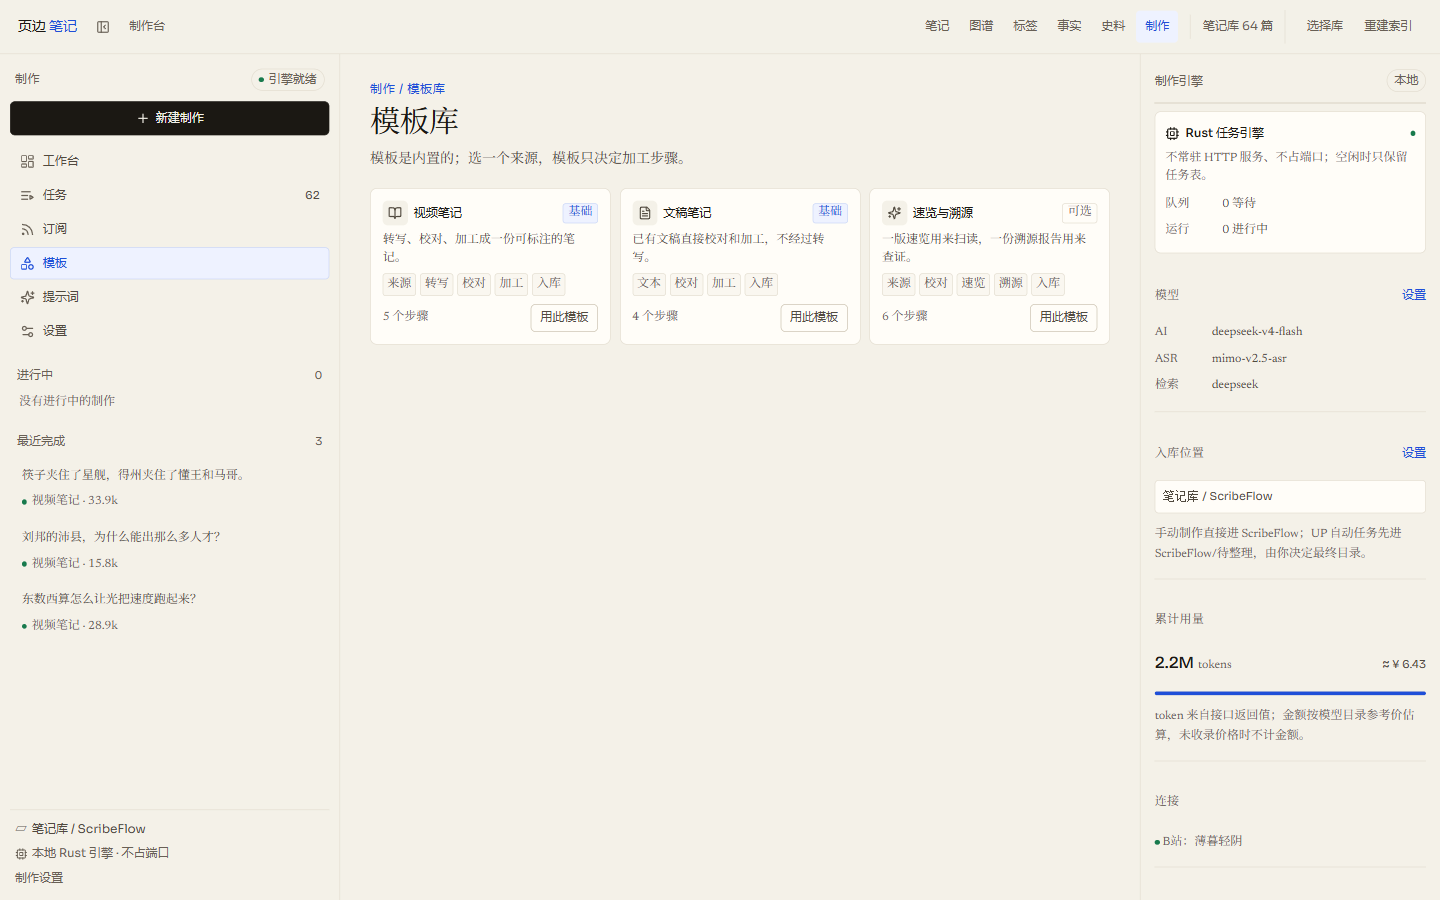 页边 笔记
制作台
笔记 图谱 标签 事实 史料 制作 笔记库 64 篇 选择库 重建索引
制作
引擎就绪
新建制作
工作台
任务 62
订阅
模板
提示词
设置
进行中 0
没有进行中的制作
最近完成 3
筷子夹住了星舰，得州夹住了懂王和马哥。
视频笔记 · 33.9k
刘邦的沛县，为什么能出那么多人才？
视频笔记 · 15.8k
东数西算怎么让光把速度跑起来？
视频笔记 · 28.9k
笔记库 / ScribeFlow
本地 Rust 引擎 · 不占端口
制作设置
制作 / 模板库
模板库
模板是内置的；选一个来源，模板只决定加工步骤。
视频笔记 基础
转写、校对、加工成一份可标注的笔
记。
来源 转写 校对 加工 入库
5 个步骤 用此模板
文稿笔记 基础
已有文稿直接校对和加工，不经过转
写。
文本 校对 加工 入库
4 个步骤 用此模板
速览与溯源 可选
一版速览用来扫读，一份溯源报告用来
查证。
来源 校对 速览 溯源 入库
6 个步骤 用此模板
制作引擎 本地
Rust 任务引擎
不常驻 HTTP 服务、不占端口；空闲时只保留
任务表。
队列 0 等待
运行 0 进行中
模型 设置
AI deepseek-v4-flash
ASR mimo-v2.5-asr
检索 deepseek
入库位置 设置
笔记库 / ScribeFlow
手动制作直接进 ScribeFlow；UP 自动任务先进
ScribeFlow/待整理，由你决定最终目录。
累计用量
2.2M tokens ≈ ¥ 6.43
token 来自接口返回值；金额按模型目录参考价估
算，未收录价格时不计金额。
连接
B站：薄暮轻阴